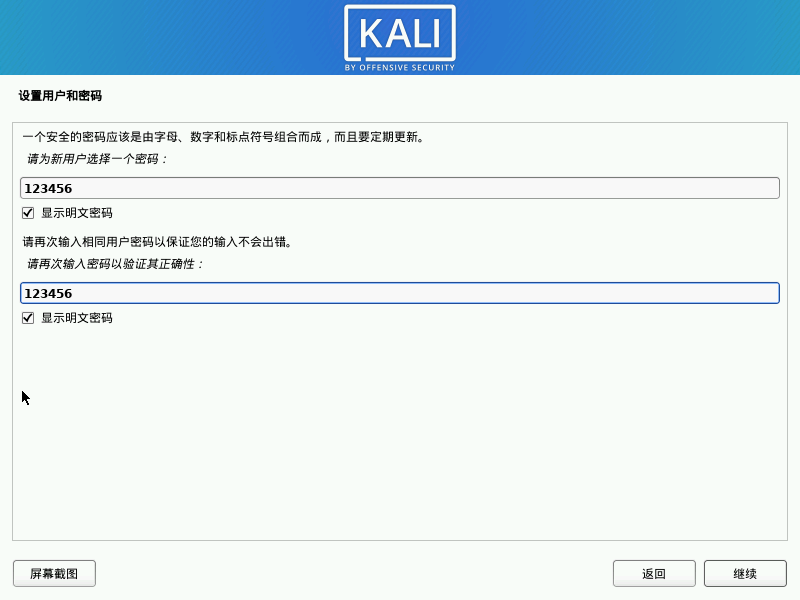 KALI
BY OFFENSIVE SECURITY
设置用户和密码
一个安全的密码应该是由字母、数字和标点符号组合而成，而且要定期更新。
请为新用户选择一个密码：
123456
显示明文密码
请再次输入相同用户密码以保证您的输入不会出错。
请再次输入密码以验证其正确性：
123456
显示明文密码
屏幕截图
返回
继续